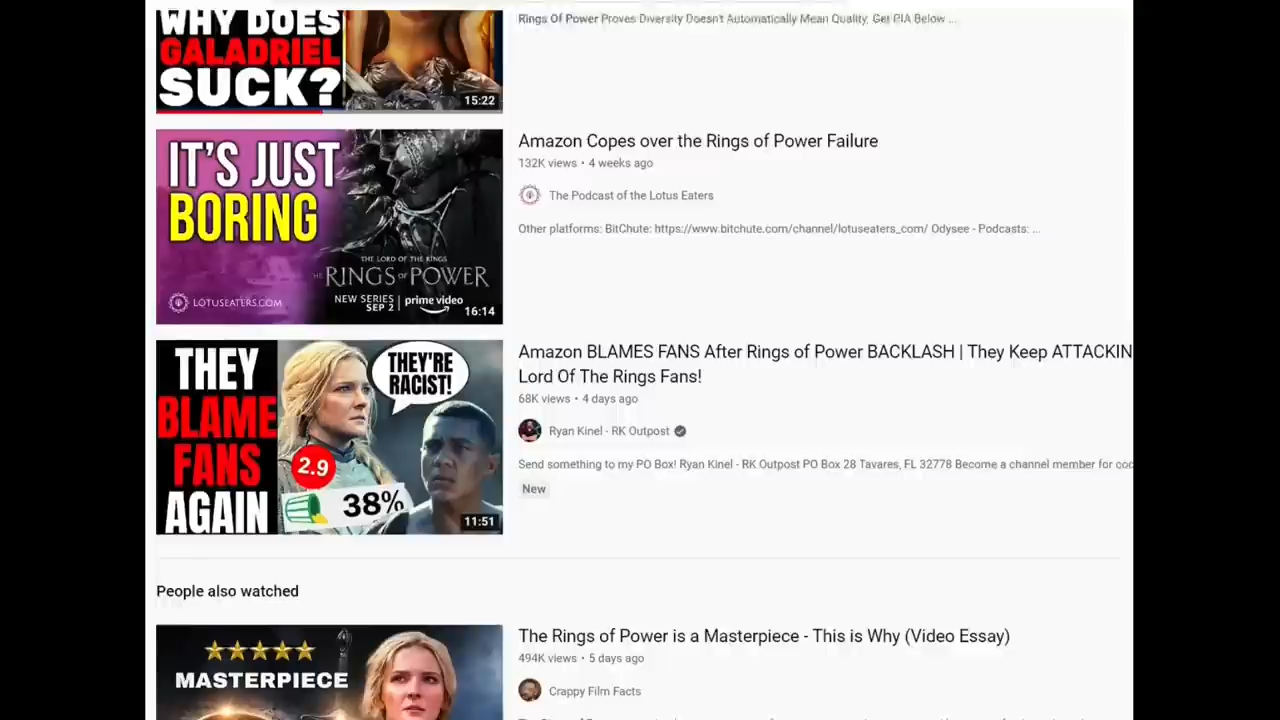 WHY DOES
GALADRIEL
SUCK?
15:22
Rings Of Power Proves Diversity Doesn't Automatically Mean Quality, Get PIA Below ...
IT'S JUST
BORING
THE LORD OF THE RINGS
THE RINGS OF POWER
NEW SERIES
SEP 2
prime video
LOTUSEATERS.COM
16:14
Amazon Copes over the Rings of Power Failure
132K views • 4 weeks ago
The Podcast of the Lotus Eaters
Other platforms: BitChute: https://www.bitchute.com/channel/lotuseaters_com/ Odysee - Podcasts: ...
THEY
BLAME
FANS
AGAIN
THEY'RE
RACIST!
2.9
38%
11:51
Amazon BLAMES FANS After Rings of Power BACKLASH | They Keep ATTACKIN
Lord Of The Rings Fans!
68K views • 4 days ago
Ryan Kinel - RK Outpost
Send something to my PO Box! Ryan Kinel - RK Outpost PO Box 28 Tavares, FL 32778 Become a channel member for coo
New
People also watched
MASTERPIECE
The Rings of Power is a Masterpiece - This is Why (Video Essay)
494K views • 5 days ago
Crappy Film Facts